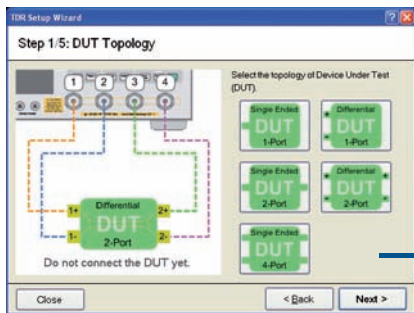 TDR Setup Wizard
Step 1/5: DUT Topology
1 2 3 4
Differential
DUT
2-Port
1+
1-
2+
2-
Do not connect the DUT yet.
Select the topology of Device Under Test
(DUT).
Single Ended
DUT
1-Port
Differential
DUT
1-Port
Single Ended
DUT
2-Port
Differential
DUT
2-Port
Single Ended
DUT
4-Port
Close
< Back
Next >